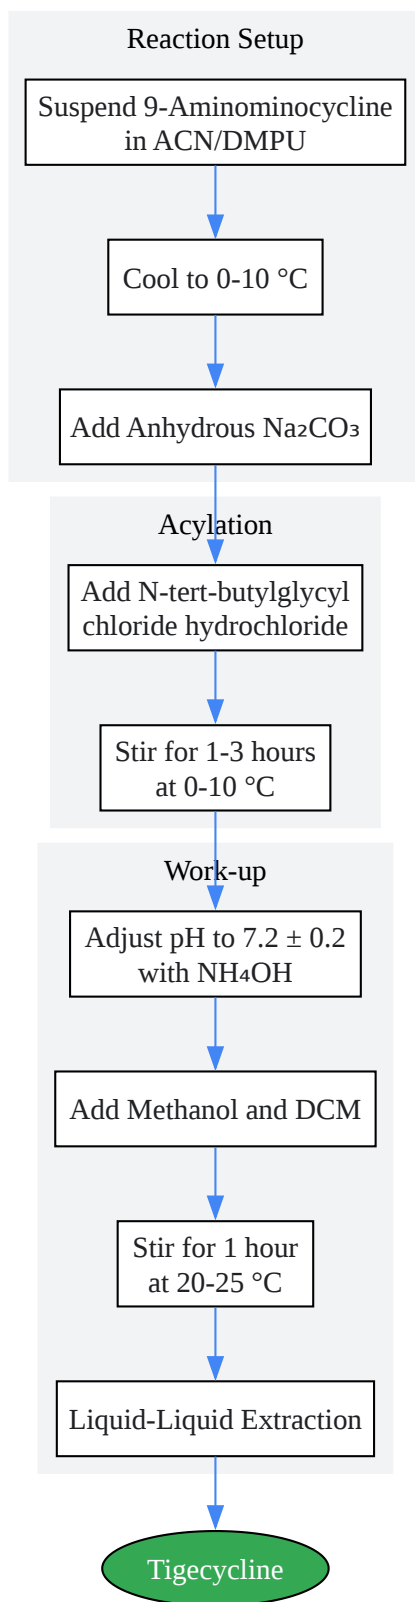 Reaction Setup
Suspend 9-Aminominocycline
in ACN/DMPU
Cool to 0-10 °C
Add Anhydrous Na₂CO₃
Acylation
Add N-tert-butylglycyl
chloride hydrochloride
Stir for 1-3 hours
at 0-10 °C
Work-up
Adjust pH to 7.2 ± 0.2
with NH₄OH
Add Methanol and DCM
Stir for 1 hour
at 20-25 °C
Liquid-Liquid Extraction
Tigecycline